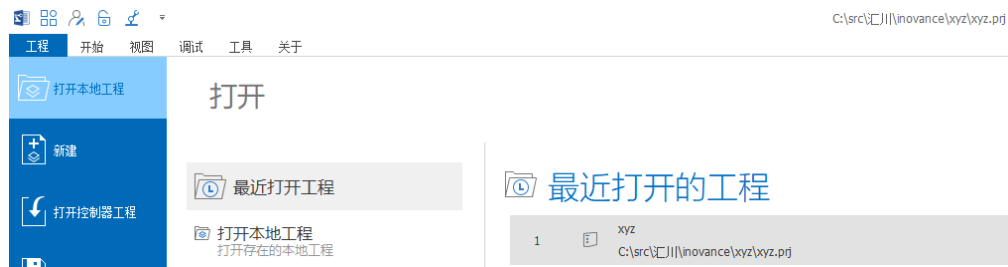 C:\src\汇川\inovance\xyz\xyz.prj
工程 开始 视图 调试 工具 关于
打开本地工程
新建
打开控制器工程
打开
最近打开工程
打开本地工程
打开存在的本地工程
最近打开的工程
1 xyz
C:\src\汇川\inovance\xyz\xyz.prj